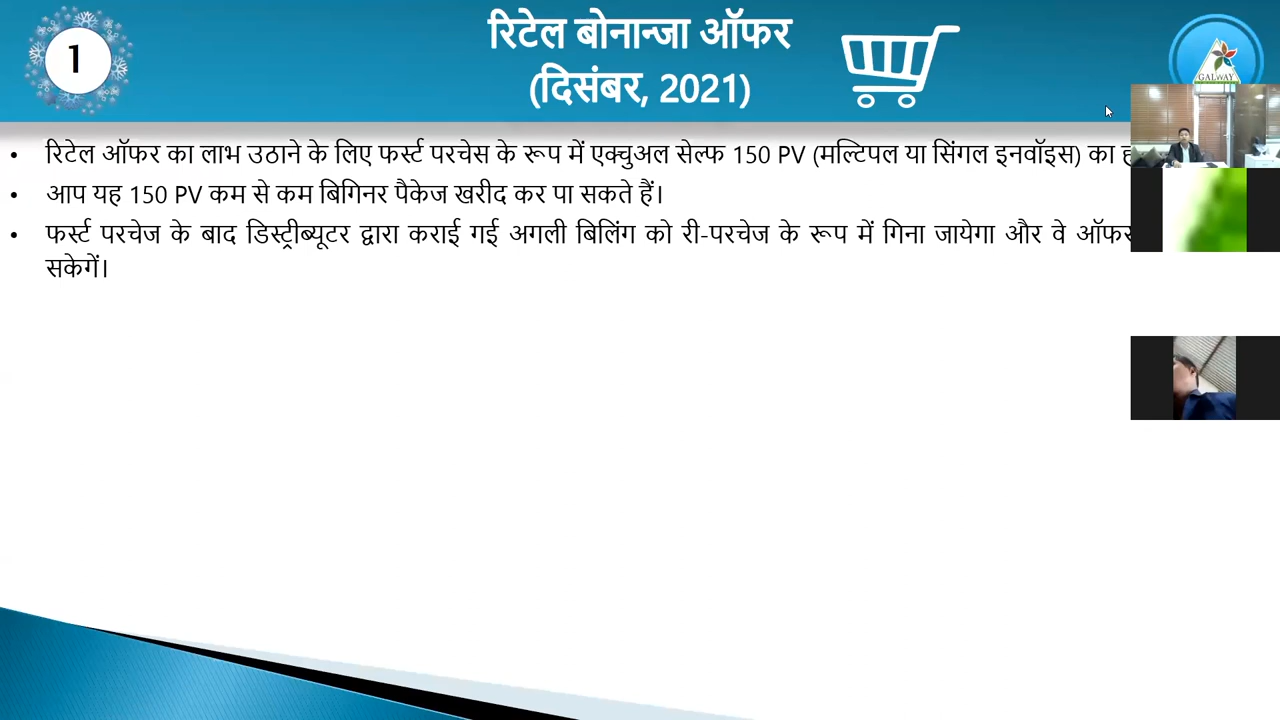 1
रिटेल बोनान्जा ऑफर
(दिसंबर, 2021)
GALWAY
• रिटेल ऑफर का लाभ उठाने के लिए फर्स्ट परचेस के रूप में एक्चुअल सेल्फ 150 PV (मल्टिपल या सिंगल इनवॉइस) का
• आप यह 150 PV कम से कम बिगिनर पैकेज खरीद कर पा सकते हैं।
• फर्स्ट परचेज के बाद डिस्ट्रीब्यूटर द्वारा कराई गई अगली बिलिंग को री-परचेज के रूप में गिना जायेगा और वे ऑफर
सकेगें।